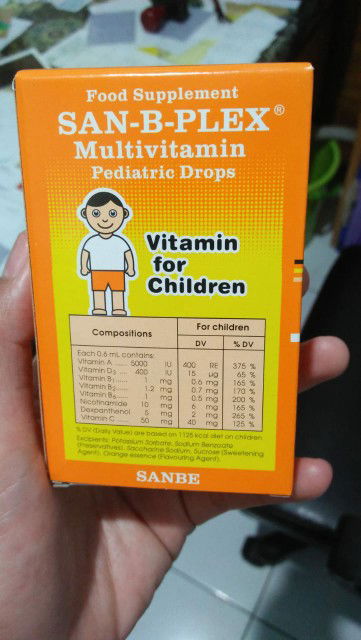 Food Supplement
SAN-B-PLEX®
Multivitamin
Pediatric Drops
Vitamin
for
Children
Compositions For children
DV % DV
Each 0.6 mL contains:
Vitamin A ...... 5000 IU 400 RE 375 %
Vitamin D3 .... 400 IU 15 µg 65 %
Vitamin B1 ...... 1 mg 0.6 mg 165 %
Vitamin B2 ...... 1.2 mg 0.7 mg 170 %
Vitamin B6 ...... 1 mg 0.5 mg 200 %
Nicotinamide 10 mg 6 mg 165 %
Dexpanthenol 5 mg 2 mg 265 %
Vitamin C 50 mg 40 mg 125 %
% DV (Daily Value) are based on 1125 kcal diet on children
Excipients: Potassium Sorbate, Sodium Benzoate
(Preservatives), Saccharine Sodium, Sucrose (Sweetening
Agent), Orange essence (Flavouring Agent).
SANBE